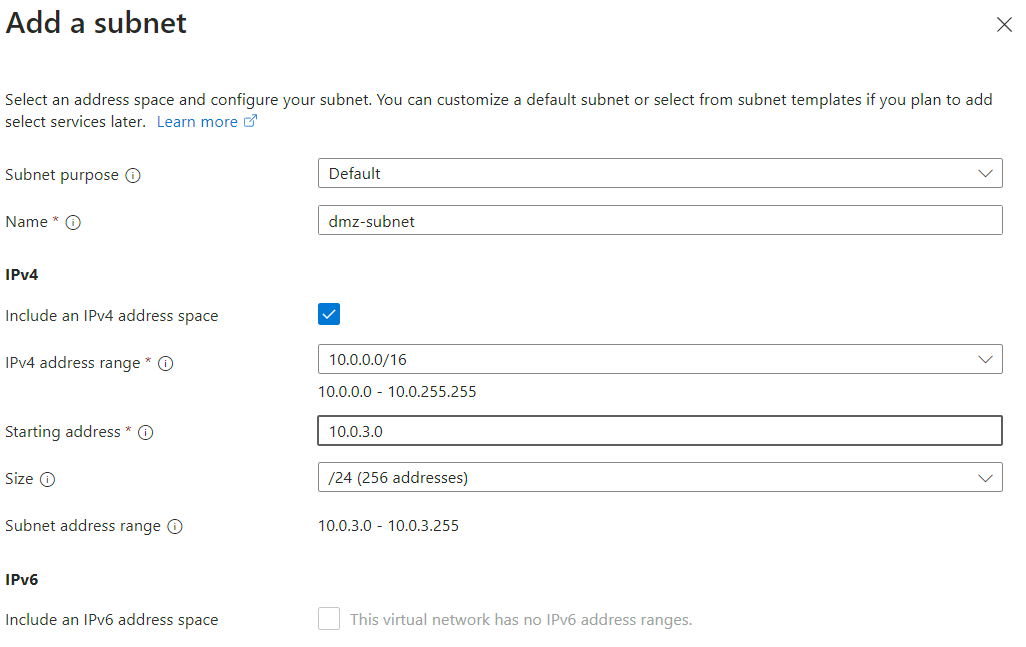 Add a subnet
Select an address space and configure your subnet. You can customize a default subnet or select from subnet templates if you plan to add
select services later. Learn more
Subnet purpose Default
Name * dmz-subnet
IPv4
Include an IPv4 address space
IPv4 address range * 10.0.0.0/16
10.0.0.0 - 10.0.255.255
Starting address * 10.0.3.0
Size /24 (256 addresses)
Subnet address range 10.0.3.0 - 10.0.3.255
IPv6
Include an IPv6 address space This virtual network has no IPv6 address ranges.